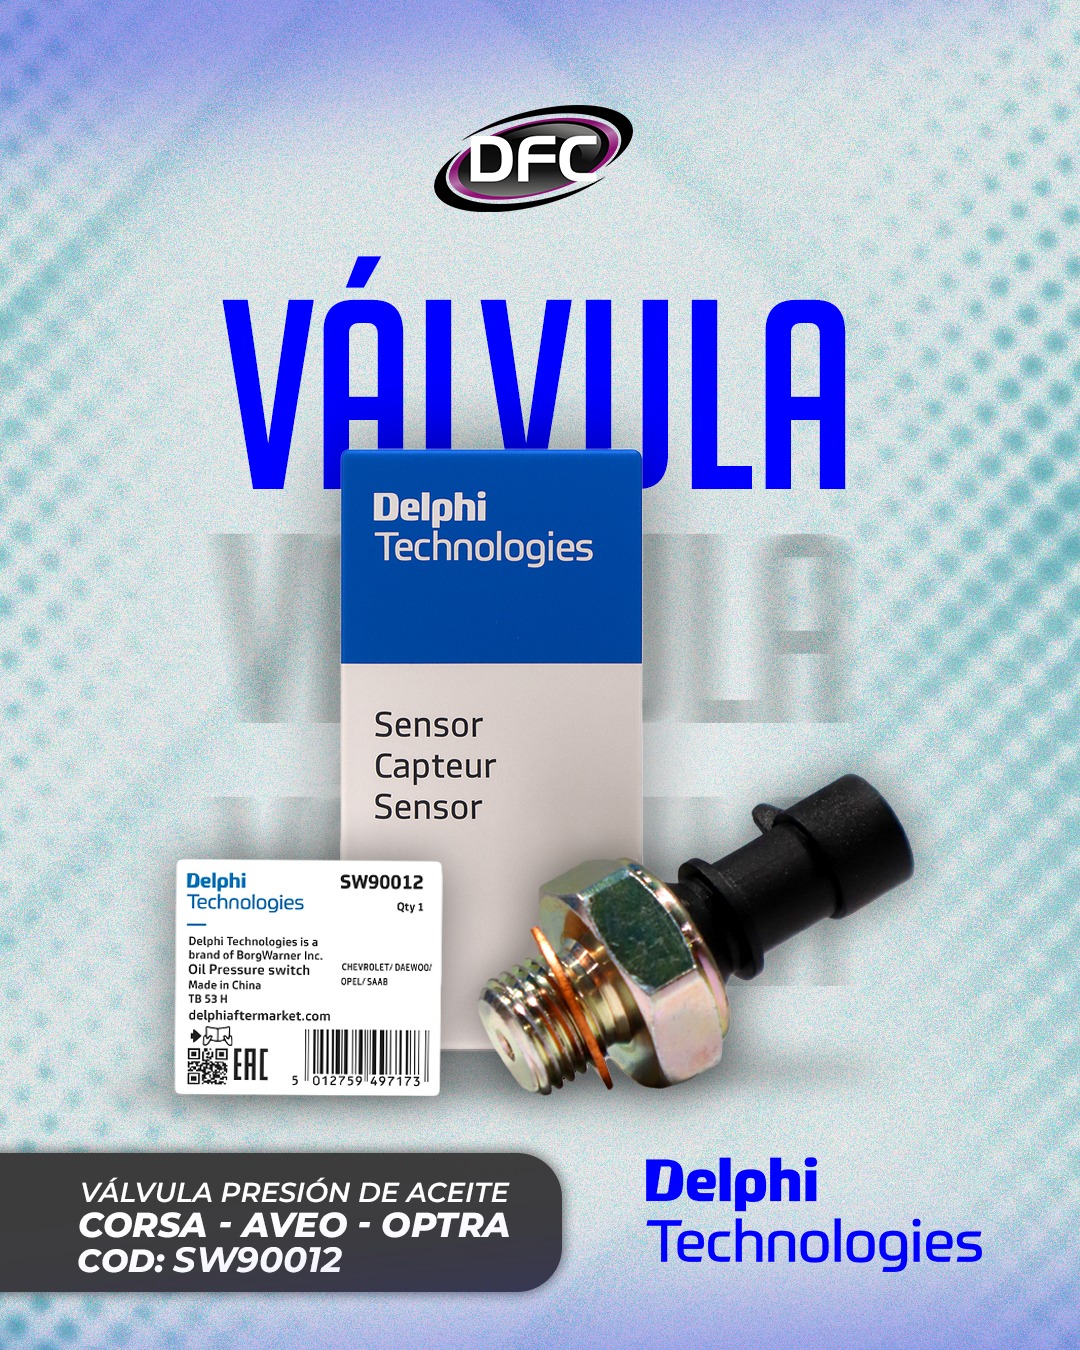 DFC
VÁLVULA
Delphi
Technologies
Sensor
Capteur
Sensor
Delphi
Technologies
SW90012
Qty 1
Delphi Technologies is a
brand of BorgWarner Inc.
Oil Pressure switch
Made in China
TB 53 H
delphiaftermarket.com
CHEVROLET/ DAEWOO/
OPEL/ SAAB
EAC
5 012759 497173
VÁLVULA PRESIÓN DE ACEITE
CORSA - AVEO - OPTRA
COD: SW90012
Delphi
Technologies